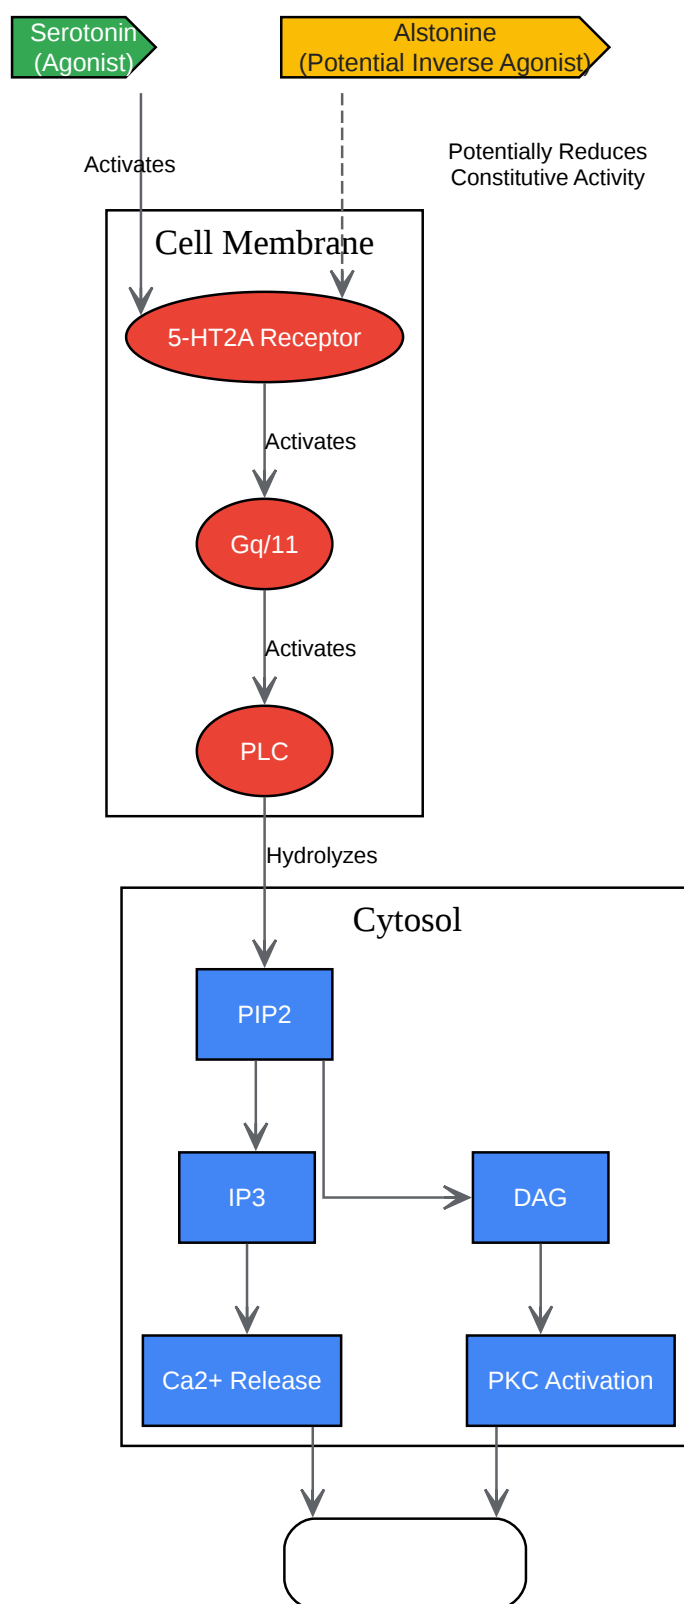 Serotonin
(Agonist)
Alstonine
(Potential Inverse Agonist)
Activates
Potentially Reduces
Constitutive Activity
Cell Membrane
5-HT2A Receptor
Activates
Gq/11
Activates
PLC
Hydrolyzes
Cytosol
PIP2
IP3
DAG
Ca2+ Release
PKC Activation